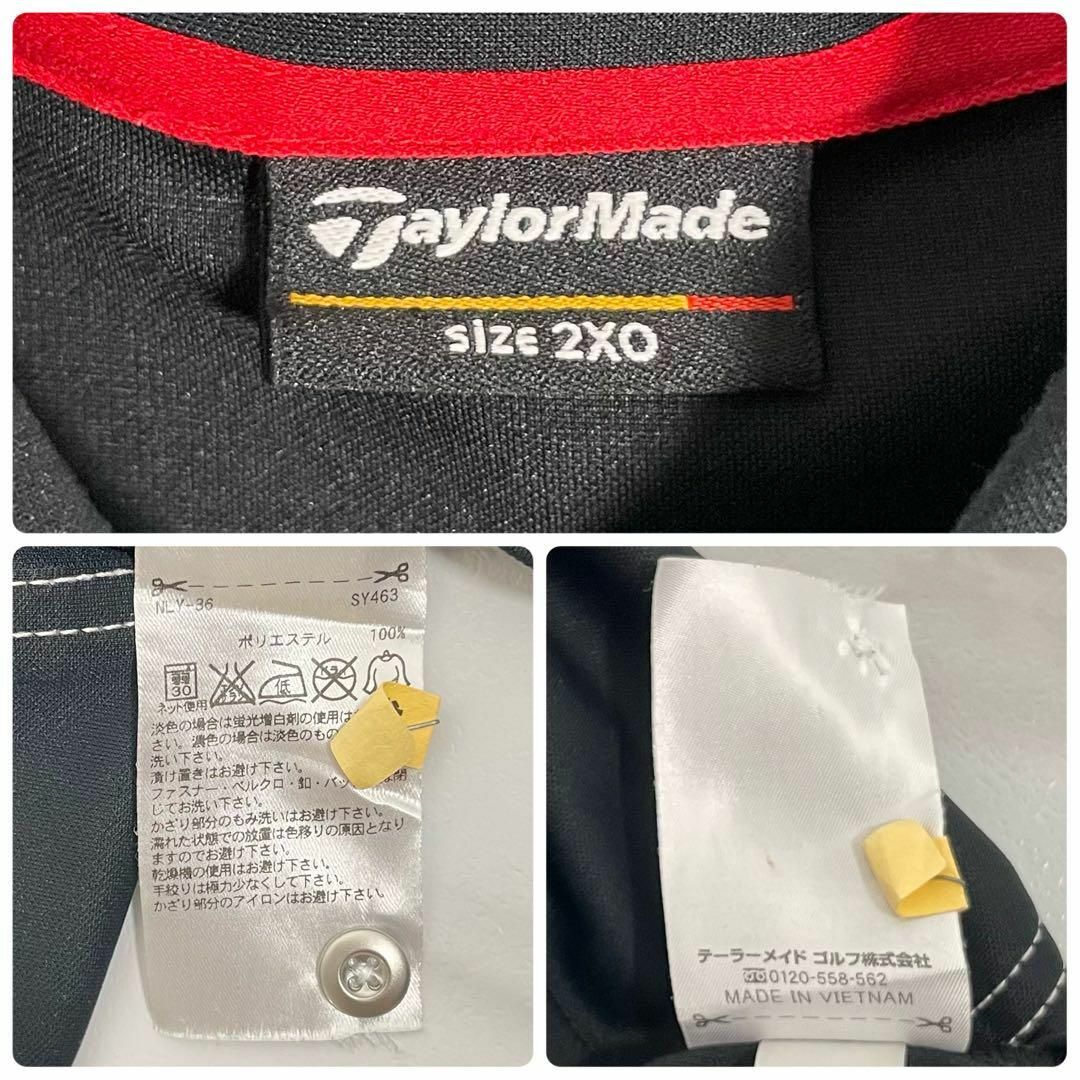 TaylorMade
size 2XO
NLY-36 SY463
ポリエステル 100%
30 低
ネット使用
淡色の場合は蛍光増白剤の使用は
さい。濃色の場合は淡色のもの
洗い下さい。
漬け置きはお避け下さい。
ファスナー・ベルクロ・釦・バッ は閉
じてお洗い下さい。
かざり部分のもみ洗いはお避け下さい。
濡れた状態での放置は色移りの原因となり
ますのでお避け下さい。
乾燥機の使用はお避け下さい。
手絞りは極力少なくして下さい。
かざり部分のアイロンはお避け下さい。
テーラーメイド ゴルフ株式会社
0120-558-562
MADE IN VIETNAM